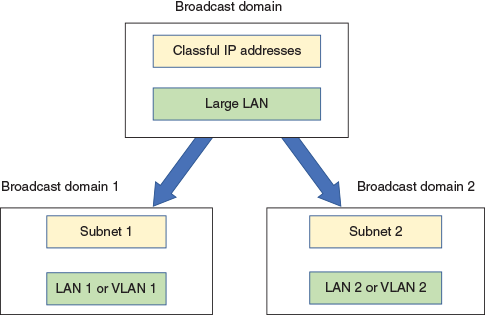 Broadcast domain
Classful IP addresses
Large LAN
Broadcast domain 1
Subnet 1
LAN 1 or VLAN 1
Broadcast domain 2
Subnet 2
LAN 2 or VLAN 2